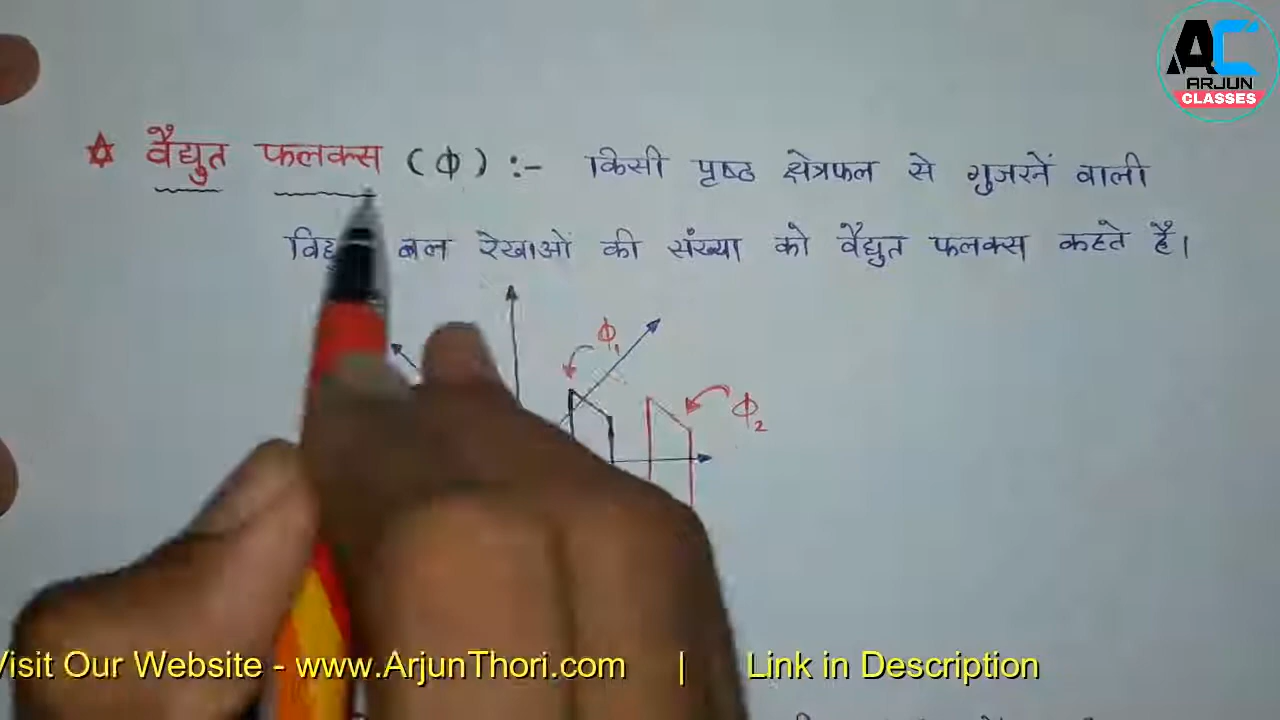 AC
ARJUN
CLASSES
वैद्युत फलक्स (Φ) :- किसी पृष्ठ क्षेत्रफल से गुजरनें वाली
बल रेखाओं की संख्या को वैद्युत फलक्स कहते है।
Φ₁
Φ₂
Visit Our Website - www.ArjunThori.com | Link in Description